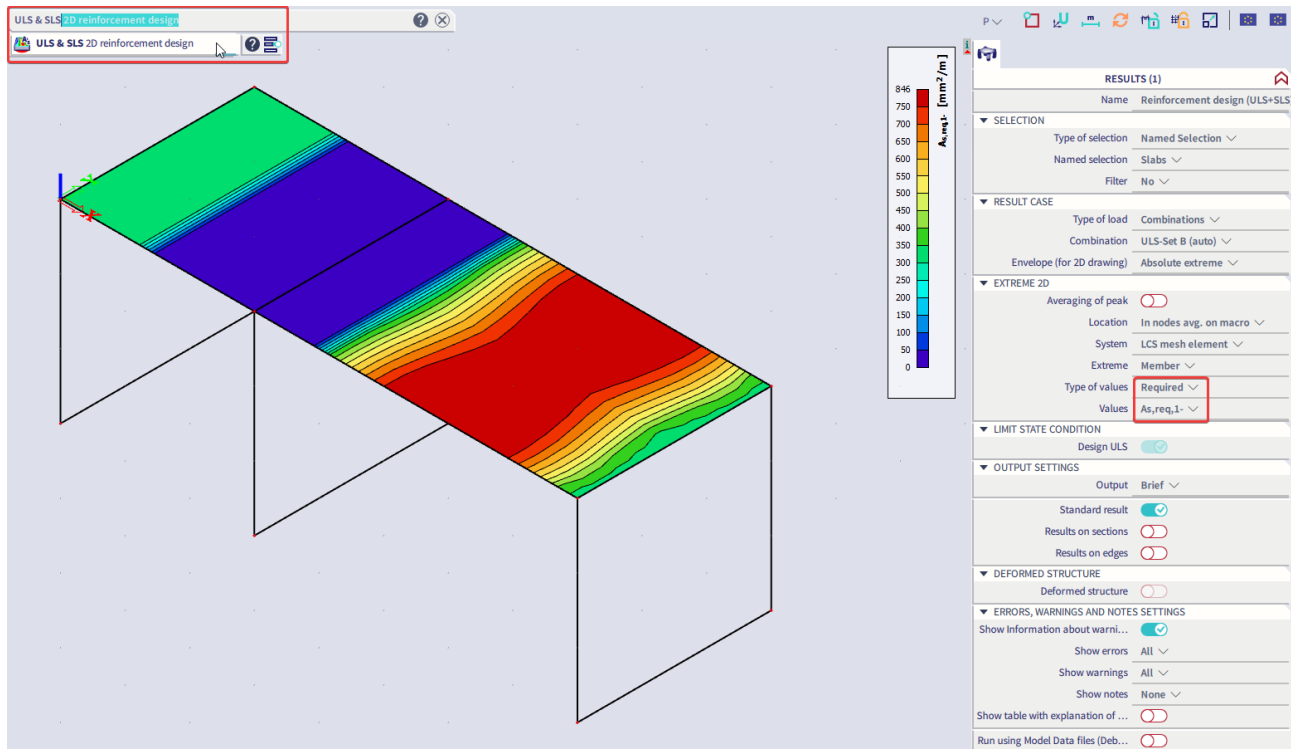 ULS & SLS 2D reinforcement design
ULS & SLS 2D reinforcement design
P
m
846
750
700
650
600
550
500
450
400
350
300
250
200
150
100
50
0
As,req,1- [mm²/m]
RESULTS (1)
Name Reinforcement design (ULS+SLS
SELECTION
Type of selection Named Selection
Named selection Slabs
Filter No
RESULT CASE
Type of load Combinations
Combination ULS-Set B (auto)
Envelope (for 2D drawing) Absolute extreme
EXTREME 2D
Averaging of peak
Location In nodes avg. on macro
System LCS mesh element
Extreme Member
Type of values Required
Values As,req,1-
LIMIT STATE CONDITION
Design ULS
OUTPUT SETTINGS
Output Brief
Standard result
Results on sections
Results on edges
DEFORMED STRUCTURE
Deformed structure
ERRORS, WARNINGS AND NOTES SETTINGS
Show Information about warni...
Show errors All
Show warnings All
Show notes None
Show table with explanation of ...
Run using Model Data files (Deb...